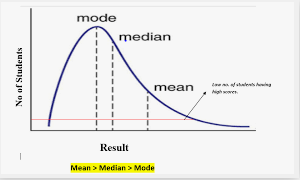 mode
median
mean
Low no. of students having
high scores.
No of Students
Result
Mean > Median > Mode